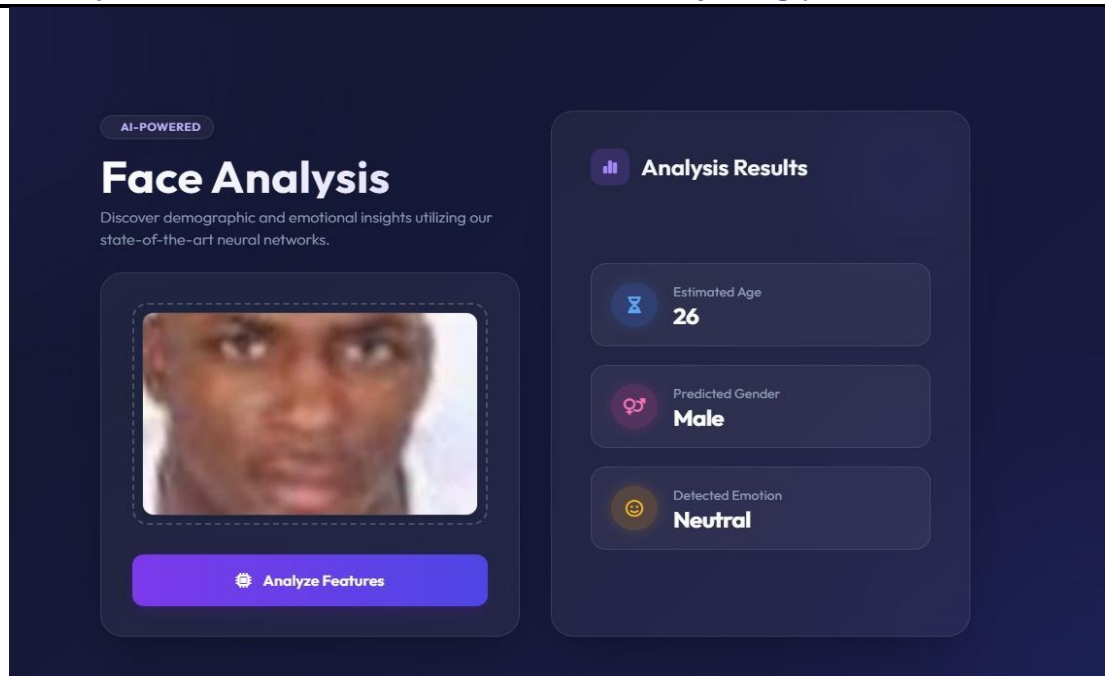 AI-POWERED
Face Analysis
Discover demographic and emotional insights utilizing our
state-of-the-art neural networks.
Analyze Features
Analysis Results
Estimated Age
26
Predicted Gender
Male
Detected Emotion
Neutral